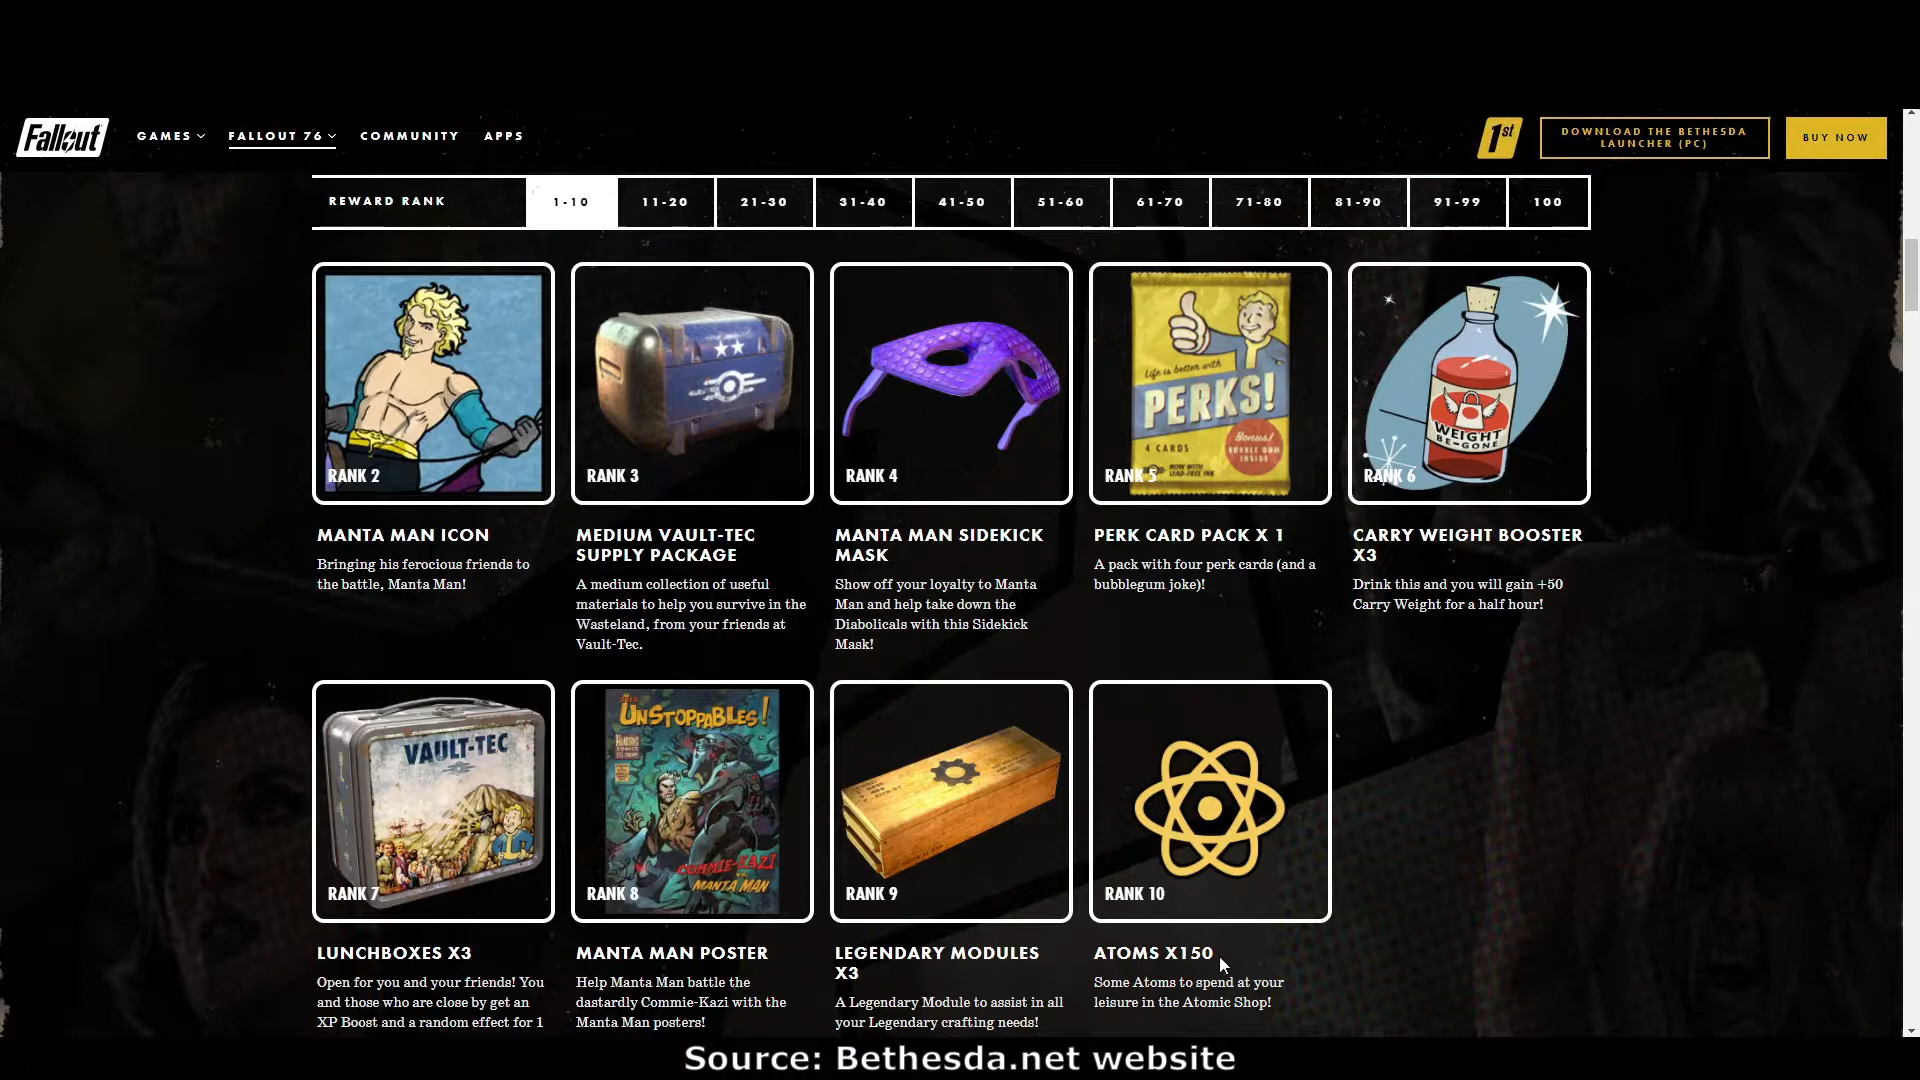 Fallout
GAMES
FALLOUT 76
COMMUNITY
APPS
1st
DOWNLOAD THE BETHESDA
LAUNCHER (PC)
BUY NOW
REWARD RANK
1-10
11-20
21-30
31-40
41-50
51-60
61-70
71-80
81-90
91-99
100
RANK 2
RANK 3
RANK 4
Life is better with
PERKS!
4 CARDS
Bonus!
BUBBLE GUM
INSIDE
NOW WITH
LEAD-FREE INK
RANK 5
WEIGHT
BE-GONE
RANK 6
MANTA MAN ICON
Bringing his ferocious friends to
the battle, Manta Man!
MEDIUM VAULT-TEC
SUPPLY PACKAGE
A medium collection of useful
materials to help you survive in the
Wasteland, from your friends at
Vault-Tec.
MANTA MAN SIDEKICK
MASK
Show off your loyalty to Manta
Man and help take down the
Diabolicals with this Sidekick
Mask!
PERK CARD PACK X 1
A pack with four perk cards (and a
bubblegum joke)!
CARRY WEIGHT BOOSTER
X3
Drink this and you will gain +50
Carry Weight for a half hour!
VAULT-TEC
RANK 7
UNSTOPPABLES!
COMMIE-KAZI
VS.
MANTA MAN
RANK 8
RANK 9
RANK 10
LUNCHBOXES X3
Open for you and your friends! You
and those who are close by get an
XP Boost and a random effect for 1
MANTA MAN POSTER
Help Manta Man battle the
dastardly Commie-Kazi with the
Manta Man posters!
LEGENDARY MODULES
X3
A Legendary Module to assist in all
your Legendary crafting needs!
ATOMS X150
Some Atoms to spend at your
leisure in the Atomic Shop!
Source: Bethesda.net website